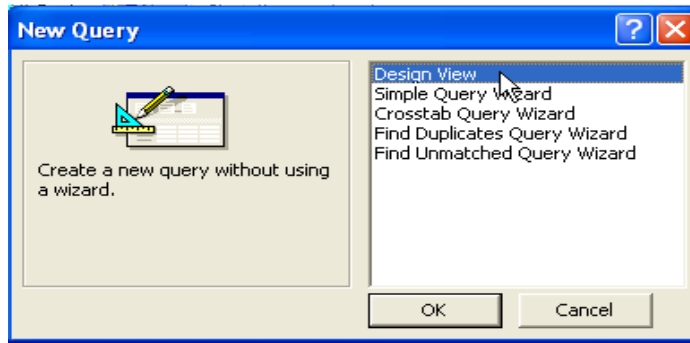 New Query
Create a new query without using
a wizard.
Design View
Simple Query Wizard
Crosstab Query Wizard
Find Duplicates Query Wizard
Find Unmatched Query Wizard
OK
Cancel